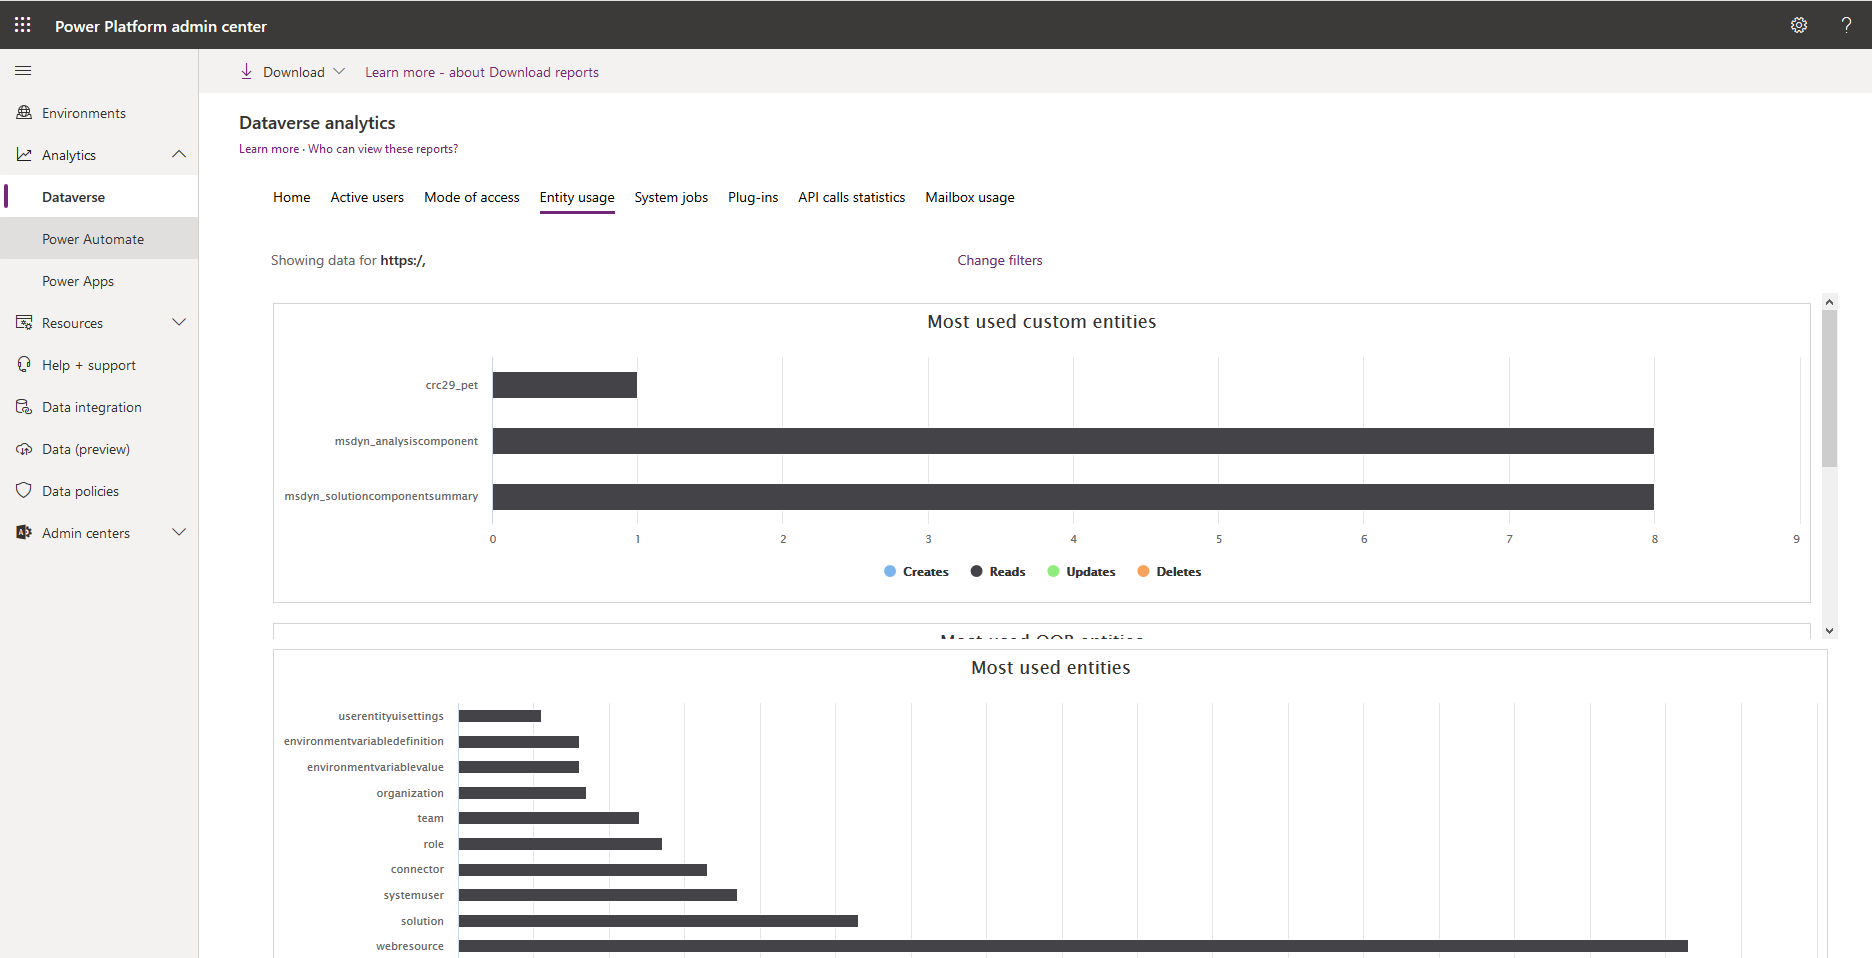 Power Platform admin center
?
Download
Learn more - about Download reports
Environments
Analytics
Dataverse
Power Automate
Power Apps
Resources
Help + support
Data integration
Data (preview)
Data policies
Admin centers
Dataverse analytics
Learn more · Who can view these reports?
Home Active users Mode of access Entity usage System jobs Plug-ins API calls statistics Mailbox usage
Showing data for https:/,
Change filters
Most used custom entities
crc29_pet
msdyn_analysiscomponent
msdyn_solutioncomponentsummary
0 1 2 3 4 5 6 7 8 9
Creates Reads Updates Deletes
Most used OOB entities
Most used entities
userentityuisettings
environmentvariabledefinition
environmentvariablevalue
organization
team
role
connector
systemuser
solution
webresource